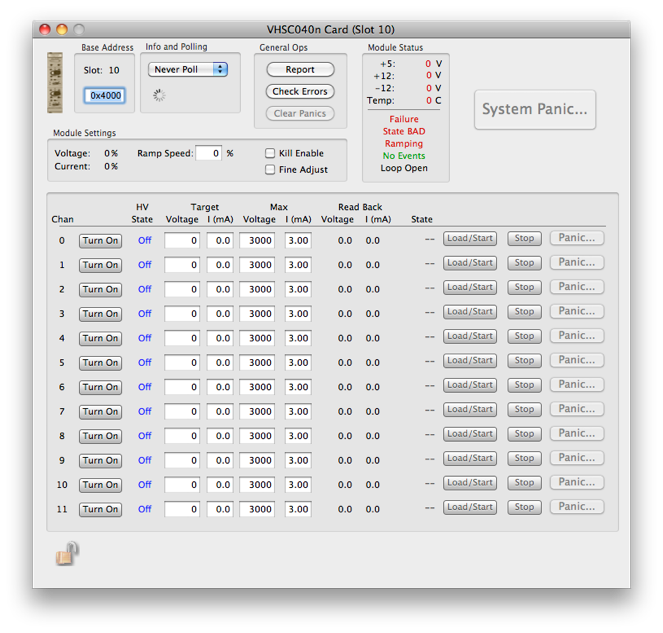 VHSC040n Card (Slot 10)
Base Address Info and Polling General Ops Module Status
Slot: 10 Never Poll Report +5: 0 V
+12: 0 V
0x4000 Check Errors −12: 0 V
Temp: 0 C
Clear Panics System Panic...
Failure
State BAD
Module Settings Ramping
Voltage: 0 % Ramp Speed: 0 % Kill Enable No Events
Current: 0 % Fine Adjust Loop Open
HV Target Max Read Back
Chan State Voltage I (mA) Voltage I (mA) Voltage I (mA) State
0 Turn On Off 0 0.0 3000 3.00 0.0 0.0 -- Load/Start Stop Panic...
1 Turn On Off 0 0.0 3000 3.00 0.0 0.0 -- Load/Start Stop Panic...
2 Turn On Off 0 0.0 3000 3.00 0.0 0.0 -- Load/Start Stop Panic...
3 Turn On Off 0 0.0 3000 3.00 0.0 0.0 -- Load/Start Stop Panic...
4 Turn On Off 0 0.0 3000 3.00 0.0 0.0 -- Load/Start Stop Panic...
5 Turn On Off 0 0.0 3000 3.00 0.0 0.0 -- Load/Start Stop Panic...
6 Turn On Off 0 0.0 3000 3.00 0.0 0.0 -- Load/Start Stop Panic...
7 Turn On Off 0 0.0 3000 3.00 0.0 0.0 -- Load/Start Stop Panic...
8 Turn On Off 0 0.0 3000 3.00 0.0 0.0 -- Load/Start Stop Panic...
9 Turn On Off 0 0.0 3000 3.00 0.0 0.0 -- Load/Start Stop Panic...
10 Turn On Off 0 0.0 3000 3.00 0.0 0.0 -- Load/Start Stop Panic...
11 Turn On Off 0 0.0 3000 3.00 0.0 0.0 -- Load/Start Stop Panic...